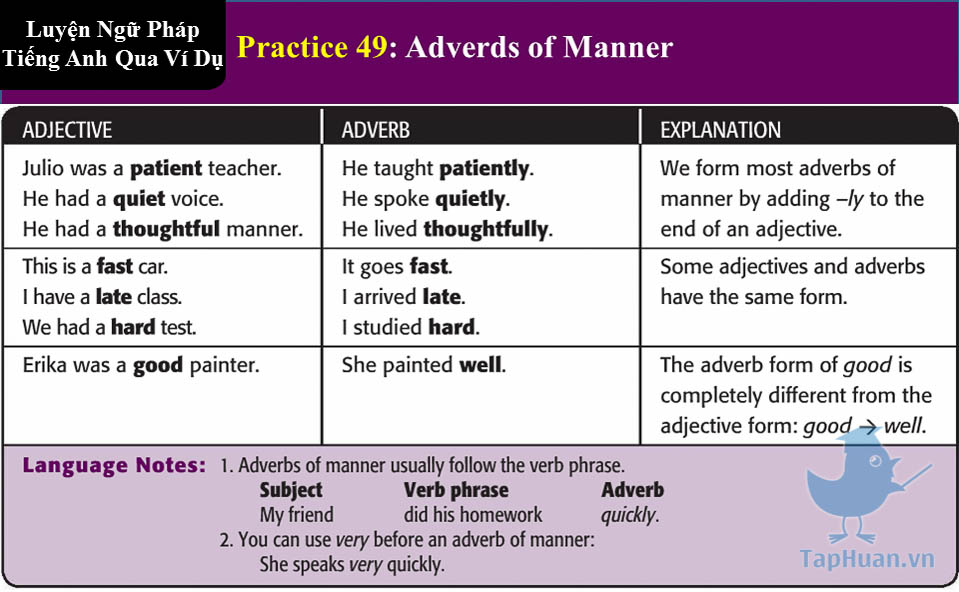 Luyện Ngữ Pháp
Tiếng Anh Qua Ví Dụ
Practice 49: Adverds of Manner
ADJECTIVE ADVERB EXPLANATION
Julio was a patient teacher. He taught patiently. We form most adverbs of
He had a quiet voice. He spoke quietly. manner by adding –ly to the
He had a thoughtful manner. He lived thoughtfully. end of an adjective.
This is a fast car. It goes fast. Some adjectives and adverbs
I have a late class. I arrived late. have the same form.
We had a hard test. I studied hard.
Erika was a good painter. She painted well. The adverb form of good is
completely different from the
adjective form: good → well.
Language Notes: 1. Adverbs of manner usually follow the verb phrase.
Subject Verb phrase Adverb
My friend did his homework quickly.
2. You can use very before an adverb of manner:
She speaks very quickly.
TapHuan.vn